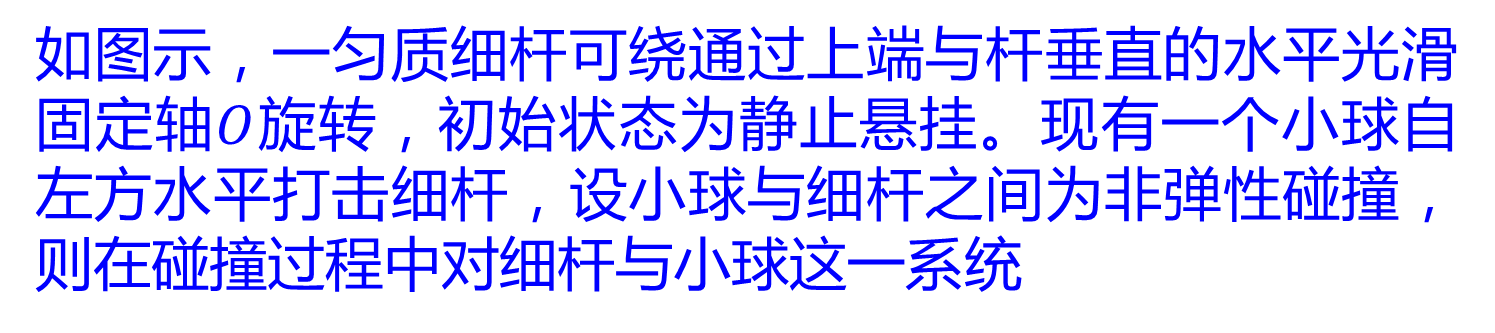 如图示，一匀质细杆可绕通过上端与杆垂直的水平光滑
固定轴O旋转，初始状态为静止悬挂。现有一个小球自
左方水平打击细杆，设小球与细杆之间为非弹性碰撞，
则在碰撞过程中对细杆与小球这一系统